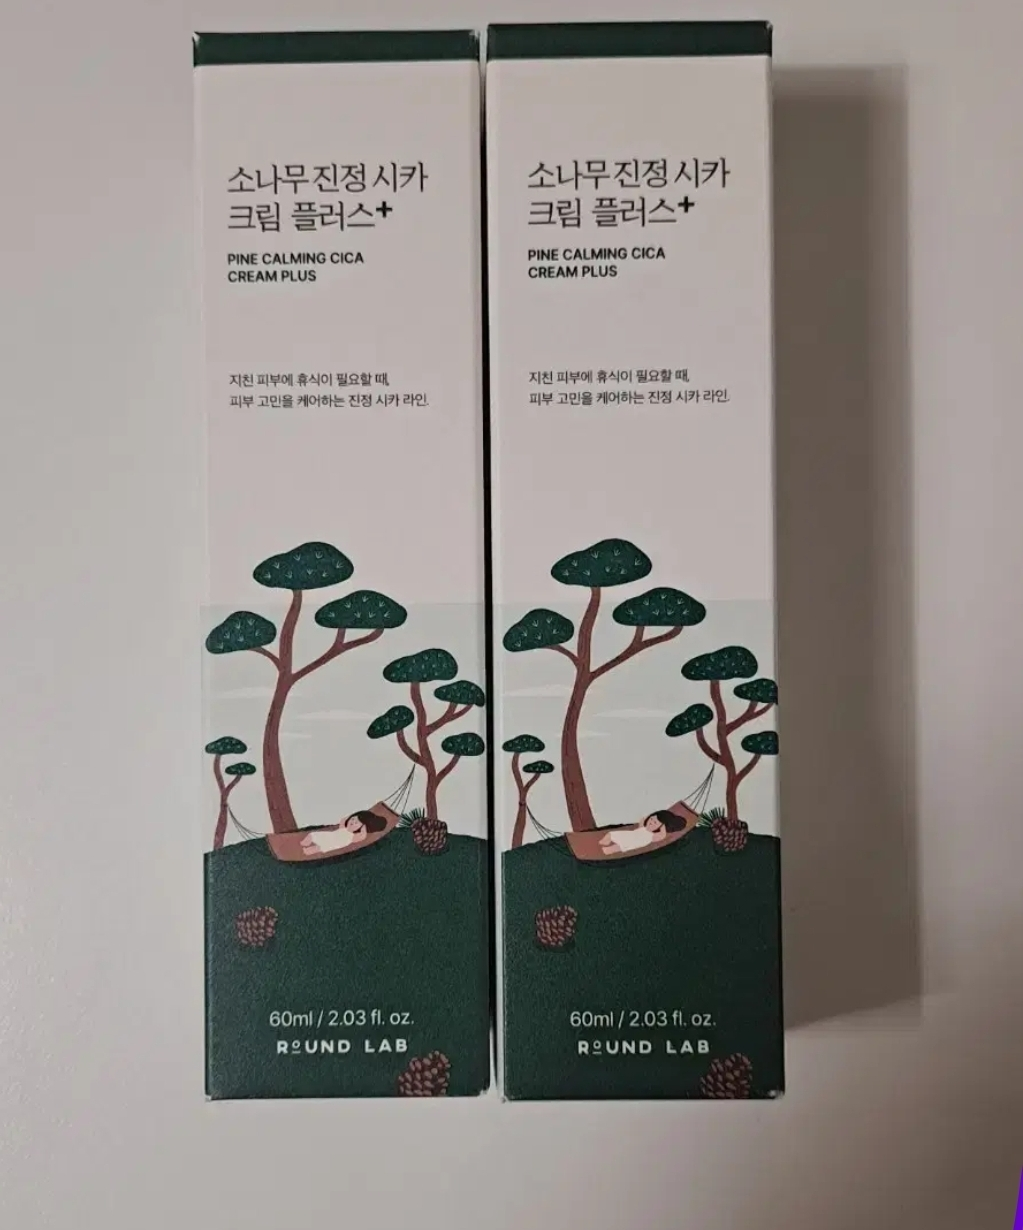 소나무 진정 시카
크림 플러스+
PINE CALMING CICA
CREAM PLUS
지친 피부에 휴식이 필요할 때,
피부 고민을 케어하는 진정 시카 라인.
60ml / 2.03 fl. oz.
ROUND LAB
소나무 진정 시카
크림 플러스+
PINE CALMING CICA
CREAM PLUS
지친 피부에 휴식이 필요할 때,
피부 고민을 케어하는 진정 시카 라인.
60ml / 2.03 fl. oz.
ROUND LAB